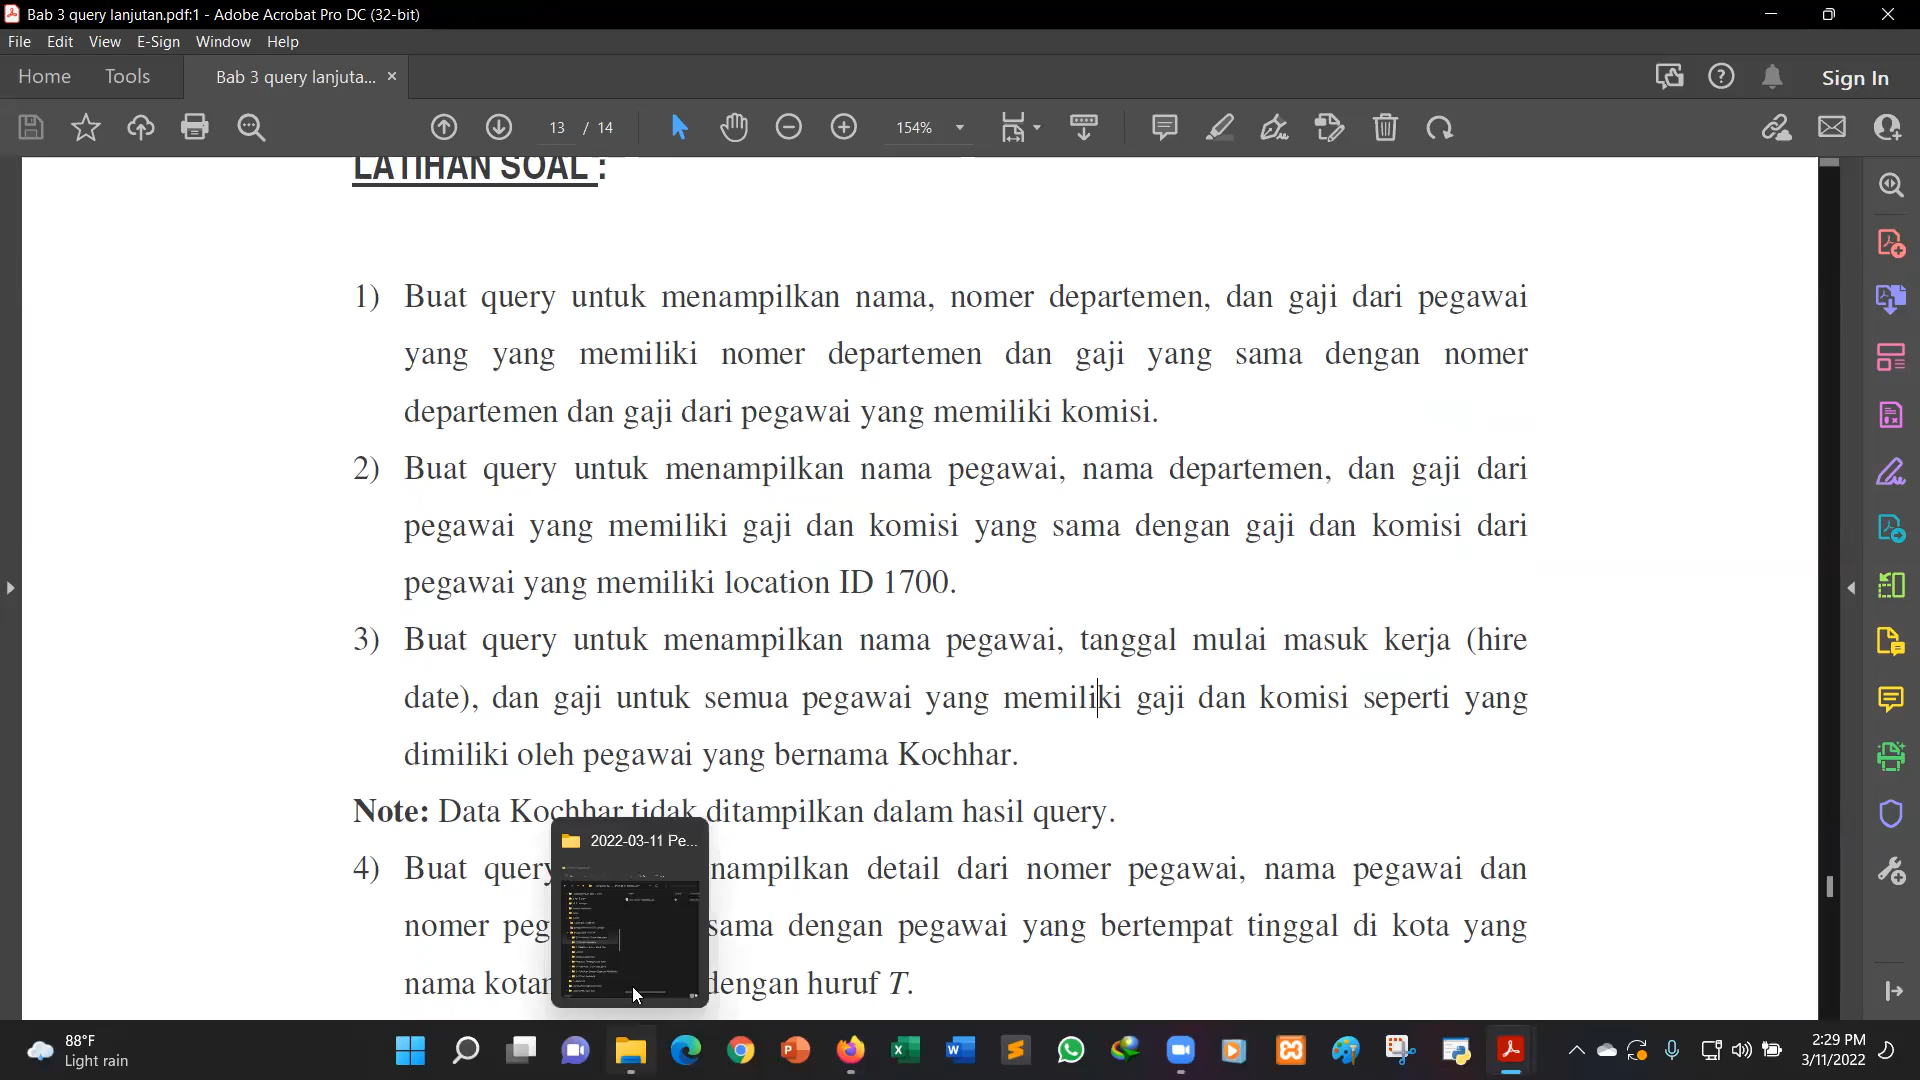 Bab 3 query lanjutan.pdf:1 - Adobe Acrobat Pro DC (32-bit)
File Edit View E-Sign Window Help
Home Tools Bab 3 query lanjuta... × Sign In
13 / 14 154%
LATIHAN SOAL :
1) Buat query untuk menampilkan nama, nomer departemen, dan gaji dari pegawai
yang yang memiliki nomer departemen dan gaji yang sama dengan nomer
departemen dan gaji dari pegawai yang memiliki komisi.
2) Buat query untuk menampilkan nama pegawai, nama departemen, dan gaji dari
pegawai yang memiliki gaji dan komisi yang sama dengan gaji dan komisi dari
pegawai yang memiliki location ID 1700.
3) Buat query untuk menampilkan nama pegawai, tanggal mulai masuk kerja (hire
date), dan gaji untuk semua pegawai yang memiliki gaji dan komisi seperti yang
dimiliki oleh pegawai yang bernama Kochhar.
Note: Data Kochhar tidak ditampilkan dalam hasil query.
2022-03-11 Pe...
4) Buat query nampilkan detail dari nomer pegawai, nama pegawai dan
nomer peg sama dengan pegawai yang bertempat tinggal di kota yang
nama kotan dengan huruf T.
88°F
Light rain
2:29 PM
3/11/2022